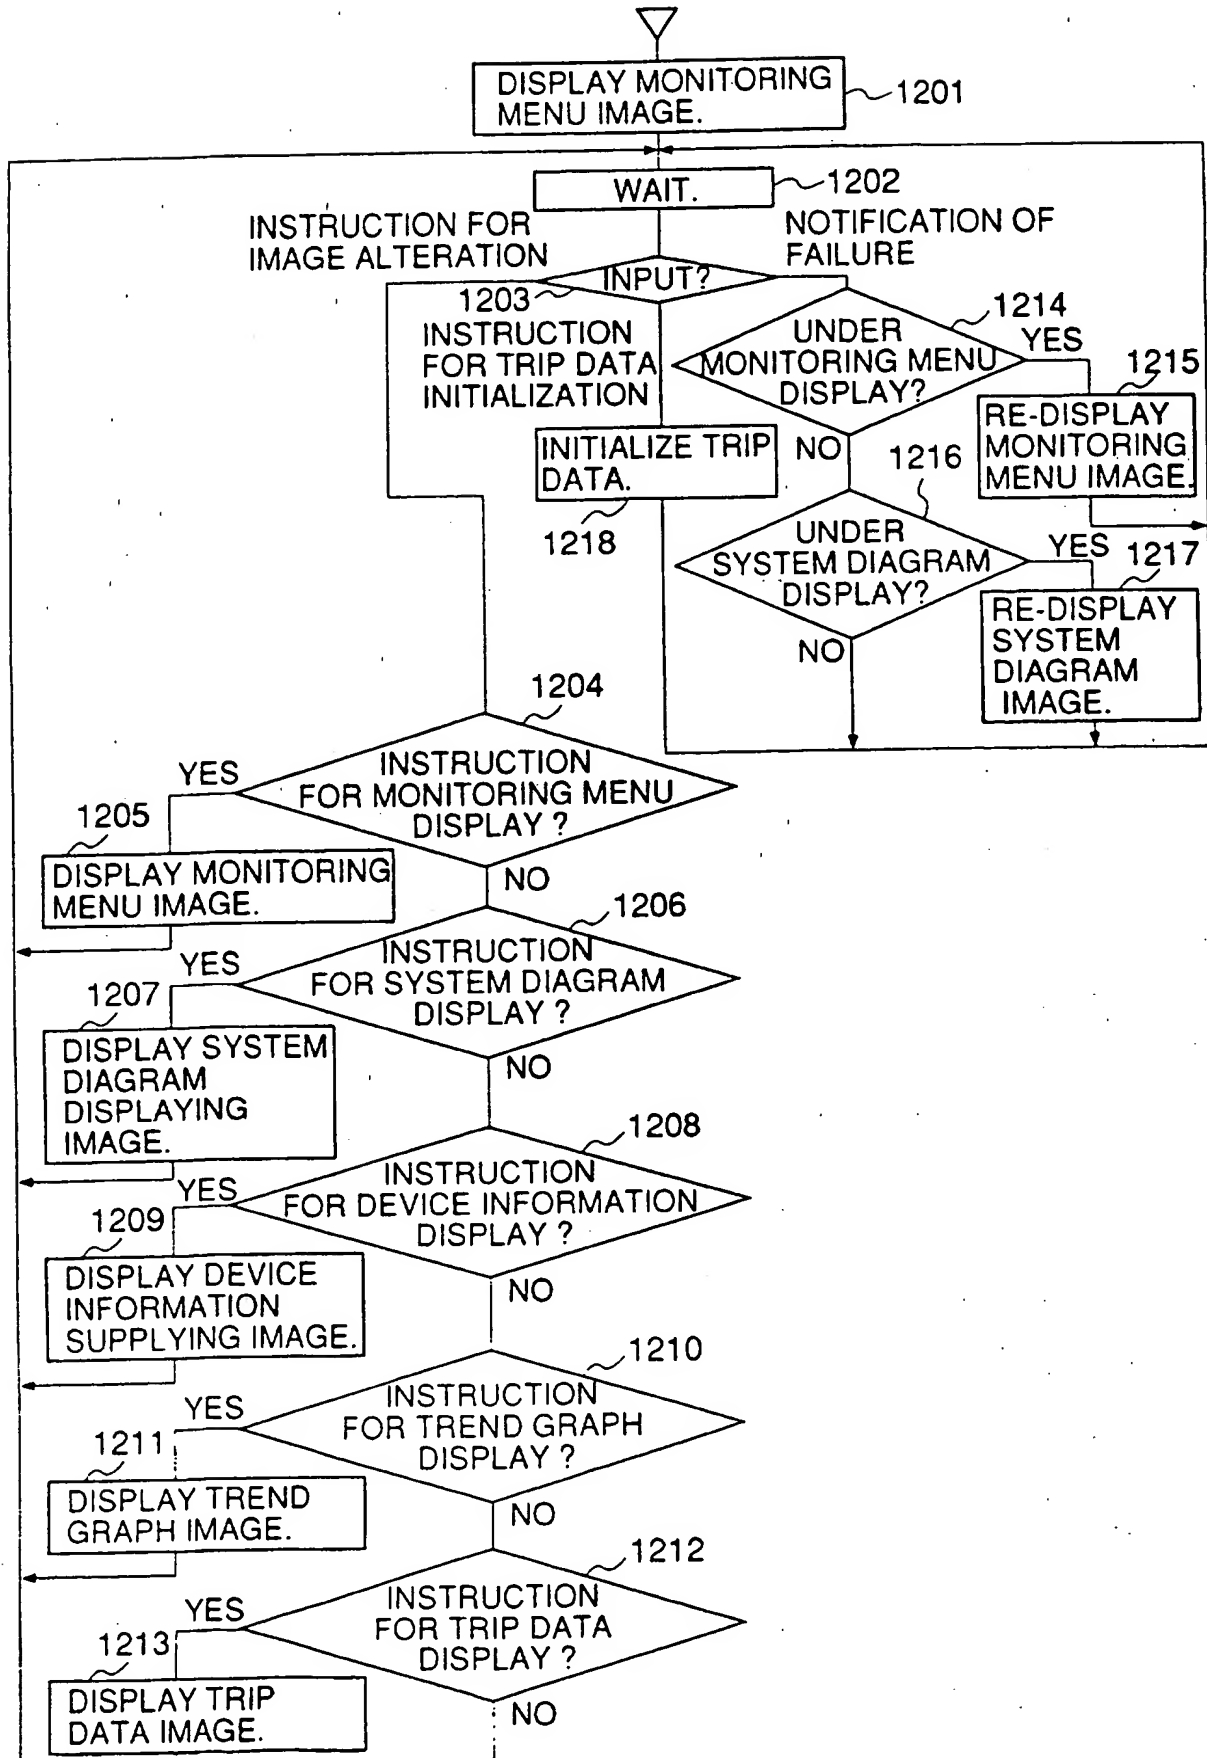 DISPLAY MONITORING
MENU IMAGE.
1201
WAIT.
1202
INSTRUCTION FOR
IMAGE ALTERATION
NOTIFICATION OF
FAILURE
INPUT?
1203
INSTRUCTION
FOR TRIP DATA
INITIALIZATION
UNDER
MONITORING MENU
DISPLAY?
1214
YES
1215
RE-DISPLAY
MONITORING
MENU IMAGE.
INITIALIZE TRIP
DATA.
1218
NO
1216
UNDER
SYSTEM DIAGRAM
DISPLAY?
YES
1217
RE-DISPLAY
SYSTEM
DIAGRAM
IMAGE.
NO
1204
INSTRUCTION
FOR MONITORING MENU
DISPLAY ?
YES
1205
DISPLAY MONITORING
MENU IMAGE.
NO
1206
INSTRUCTION
FOR SYSTEM DIAGRAM
DISPLAY ?
YES
1207
DISPLAY SYSTEM
DIAGRAM
DISPLAYING
IMAGE.
NO
1208
INSTRUCTION
FOR DEVICE INFORMATION
DISPLAY ?
YES
1209
DISPLAY DEVICE
INFORMATION
SUPPLYING IMAGE.
NO
1210
INSTRUCTION
FOR TREND GRAPH
DISPLAY ?
YES
1211
DISPLAY TREND
GRAPH IMAGE.
NO
1212
INSTRUCTION
FOR TRIP DATA
DISPLAY ?
YES
1213
DISPLAY TRIP
DATA IMAGE.
NO